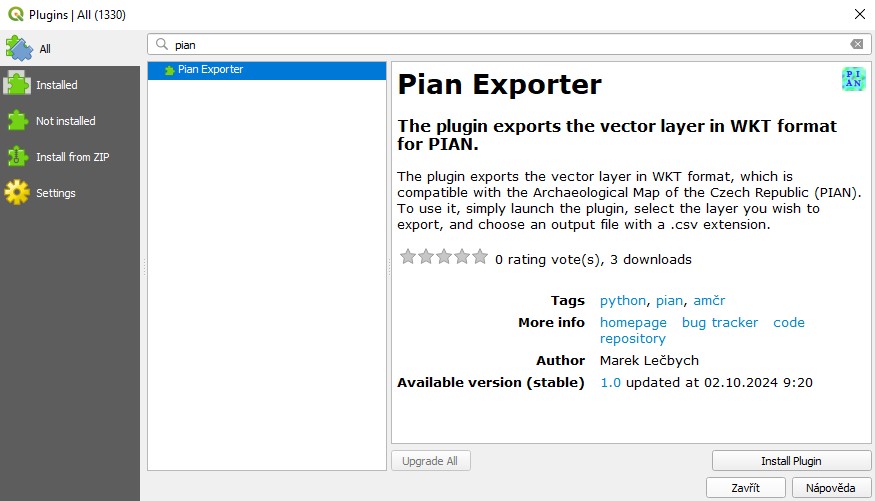 Plugins | All (1330)
All
pian
Installed
Not installed
Install from ZIP
Settings
Pian Exporter
Pian Exporter
PI
AN
The plugin exports the vector layer in WKT format
for PIAN.
The plugin exports the vector layer in WKT format, which is
compatible with the Archaeological Map of the Czech Republic (PIAN).
To use it, simply launch the plugin, select the layer you wish to
export, and choose an output file with a .csv extension.
0 rating vote(s), 3 downloads
Tags python, pian, amčr
More info homepage bug tracker code
repository
Author Marek Lečbych
Available version (stable) 1.0 updated at 02.10.2024 9:20
Upgrade All
Install Plugin
Zavřít
Nápověda